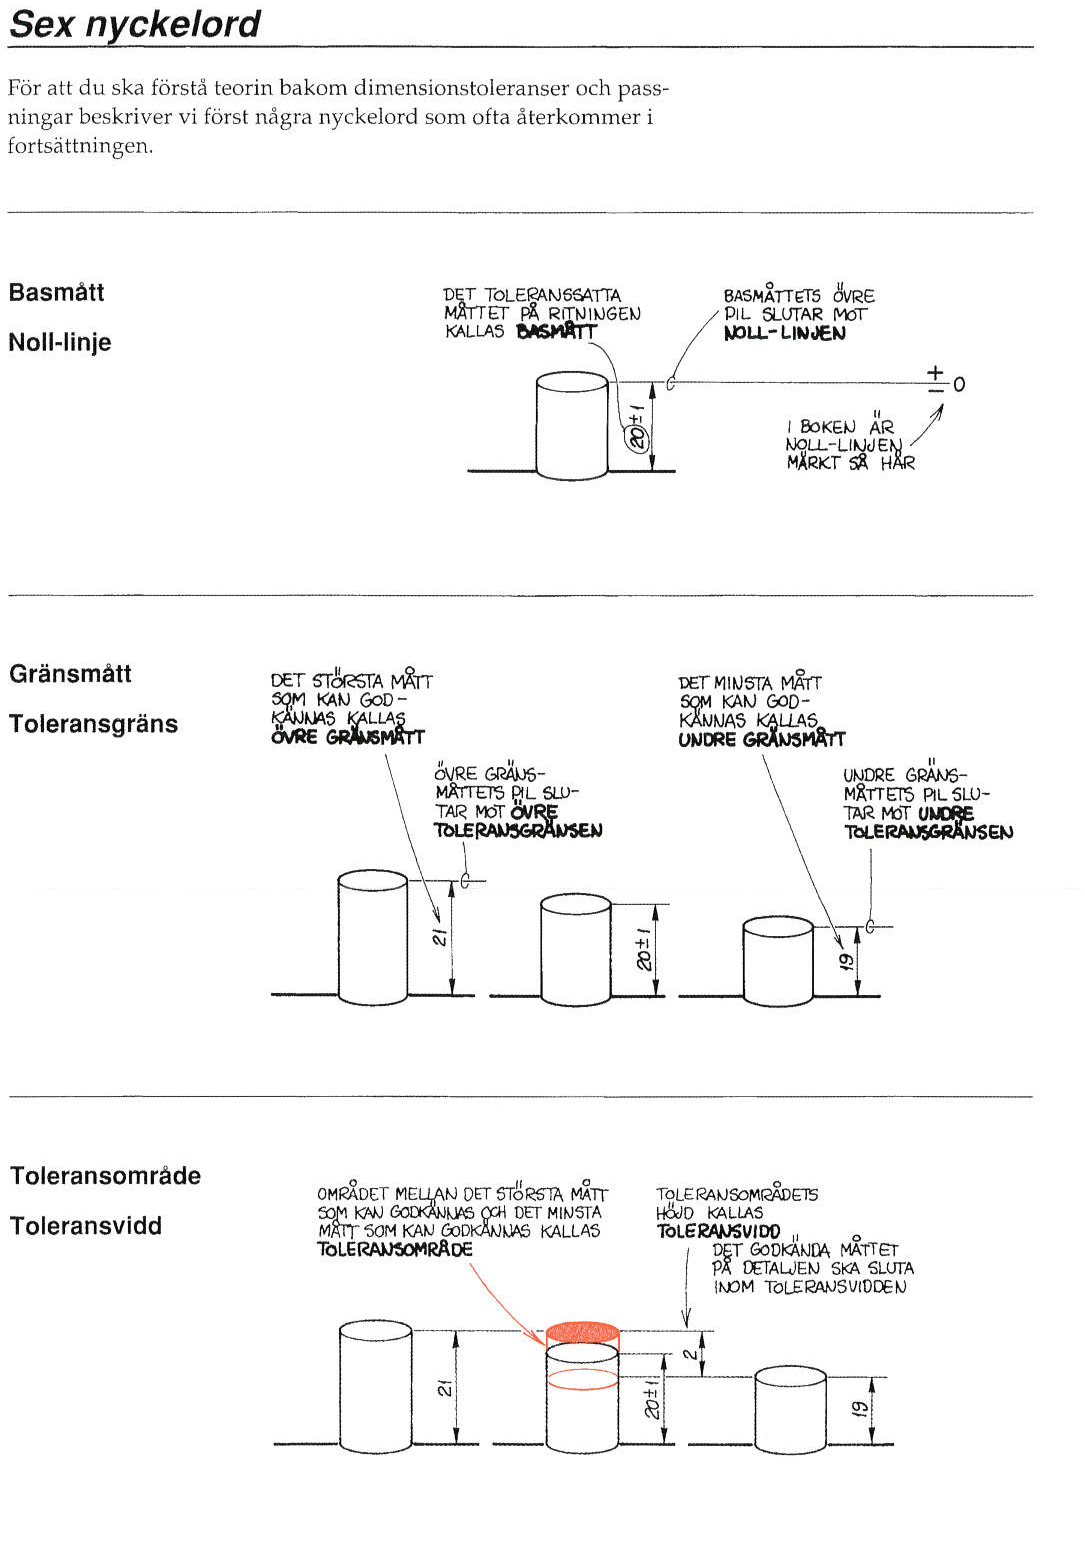 Sex nyckelord
För att du ska förstå teorin bakom dimensionstoleranser och pass-
ningar beskriver vi först några nyckelord som ofta återkommer i
fortsättningen.
Basmått
Noll-linje
DET TOLERANSSATTA
MÅTTET PÅ RITNINGEN
KALLAS BASMÅTT
BASMÅTTETS ÖVRE
PIL SLUTAR MOT
NOLL-LINJEN
20±1
+
− 0
I BOKEN ÄR
NOLL-LINJEN
MÄRKT SÅ HÄR
Gränsmått
Toleransgräns
DET STÖRSTA MÅTT
SOM KAN GOD-
KÄNNAS KALLAS
ÖVRE GRÄNSMÅTT
ÖVRE GRÄNS-
MÅTTETS PIL SLU-
TAR MOT ÖVRE
TOLERANSGRÄNSEN
DET MINSTA MÅTT
SOM KAN GOD-
KÄNNAS KALLAS
UNDRE GRÄNSMÅTT
UNDRE GRÄNS-
MÅTTETS PIL SLU-
TAR MOT UNDRE
TOLERANSGRÄNSEN
21
20±1
19
Toleransområde
Toleransvidd
OMRÅDET MELLAN DET STÖRSTA MÅTT
SOM KAN GODKÄNNAS OCH DET MINSTA
MÅTT SOM KAN GODKÄNNAS KALLAS
TOLERANSOMRÅDE
TOLERANSOMRÅDETS
HÖJD KALLAS
TOLERANSVIDD
DET GODKÄNDA MÅTTET
PÅ DETALJEN SKA SLUTA
INOM TOLERANSVIDDEN
21
20±1
2
19